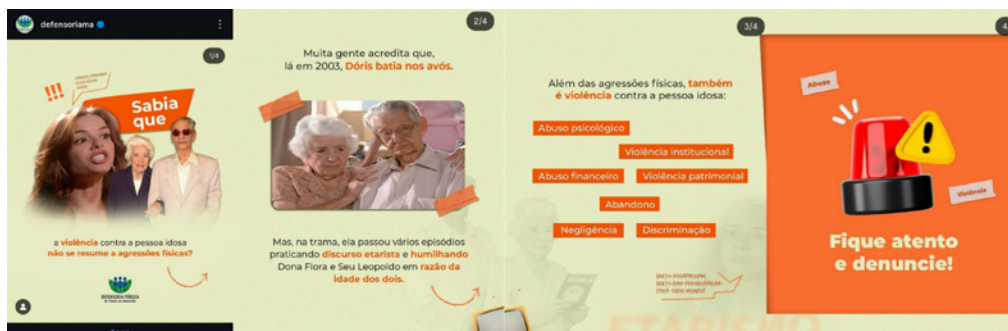 defensoriama
1/4
Sabia
que
a violência contra a pessoa idosa
não se resume a agressões físicas?
DEFENSORIA PÚBLICA
2/4
Muita gente acredita que,
lá em 2003, Dóris batia nos avós.
Mas, na trama, ela passou vários episódios
praticando discurso etarista e humilhando
Dona Flora e Seu Leopoldo em razão da
idade dos dois.
3/4
Além das agressões físicas, também
é violência contra a pessoa idosa:
Abuso psicológico
Violência institucional
Abuso financeiro
Violência patrimonial
Abandono
Negligência
Discriminação
ETARISMO
4
Abuso
Violência
Fique atento
e denuncie!